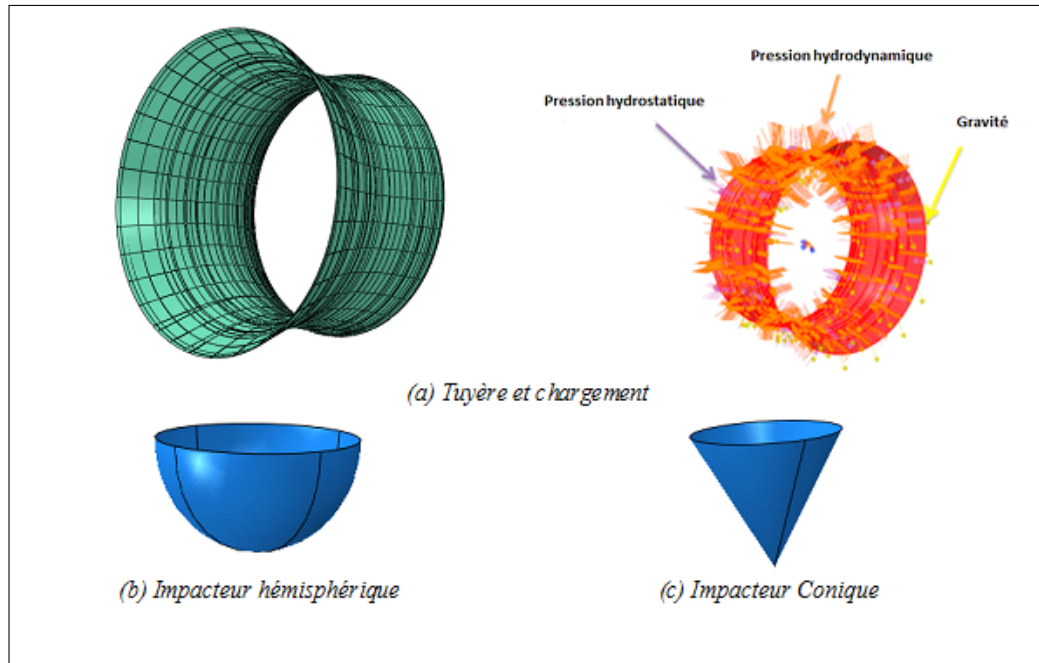 Pression hydrodynamique
Pression hydrostatique
Gravité
(a) Tuyère et chargement
(b) Impacteur hémisphérique
(c) Impacteur Conique